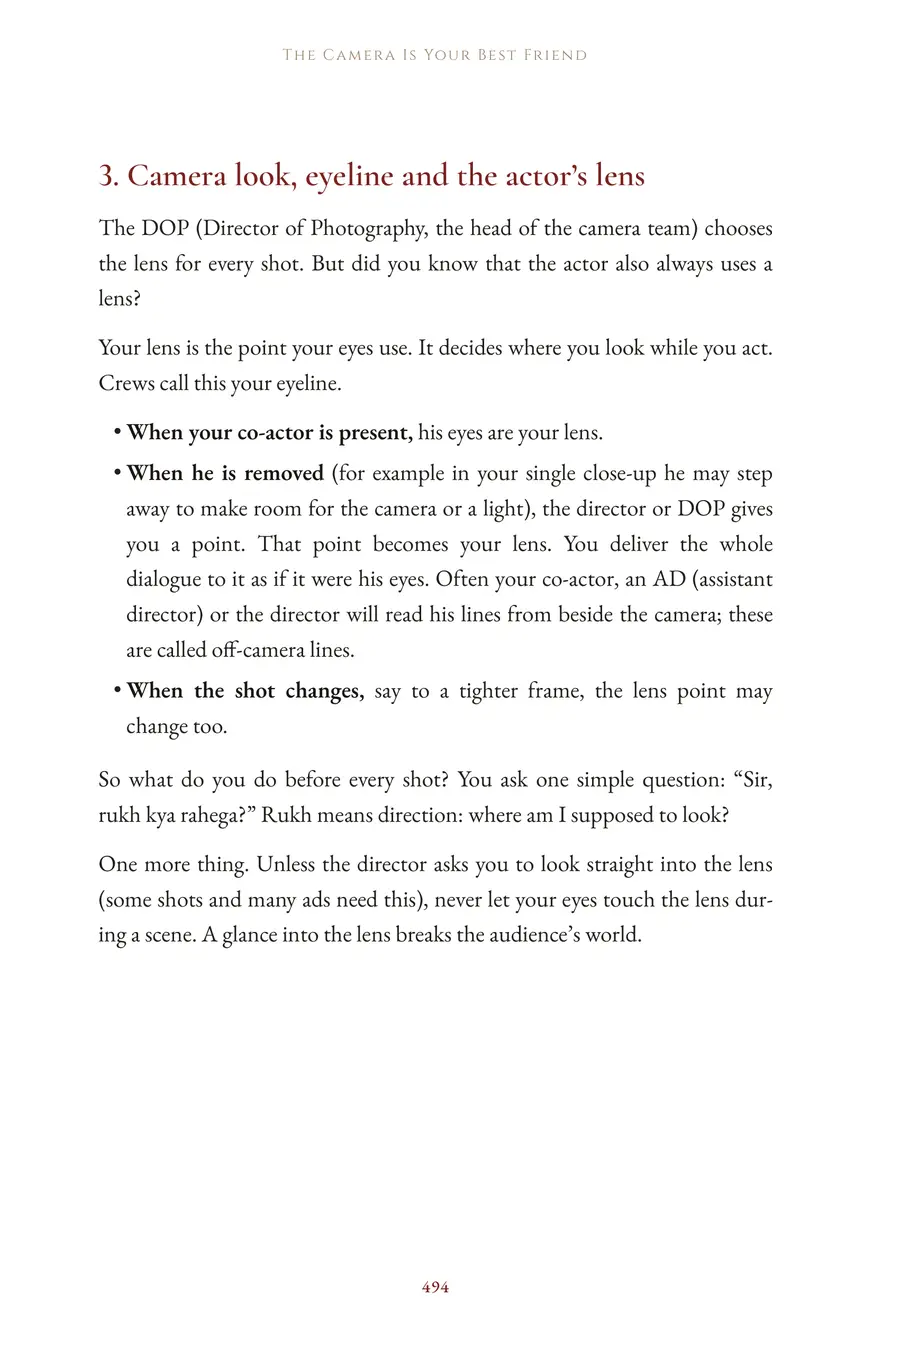 The Camera Is Your Best Friend
3. Camera look, eyeline and the actor’s lens
The DOP (Director of Photography, the head of the camera team) chooses
the lens for every shot. But did you know that the actor also always uses a
lens?
Your lens is the point your eyes use. It decides where you look while you act.
Crews call this your eyeline.
• When your co-actor is present, his eyes are your lens.
• When he is removed (for example in your single close-up he may step
away to make room for the camera or a light), the director or DOP gives
you a point. That point becomes your lens. You deliver the whole
dialogue to it as if it were his eyes. Often your co-actor, an AD (assistant
director) or the director will read his lines from beside the camera; these
are called off-camera lines.
• When the shot changes, say to a tighter frame, the lens point may
change too.
So what do you do before every shot? You ask one simple question: “Sir,
rukh kya rahega?” Rukh means direction: where am I supposed to look?
One more thing. Unless the director asks you to look straight into the lens
(some shots and many ads need this), never let your eyes touch the lens dur-
ing a scene. A glance into the lens breaks the audience’s world.
494